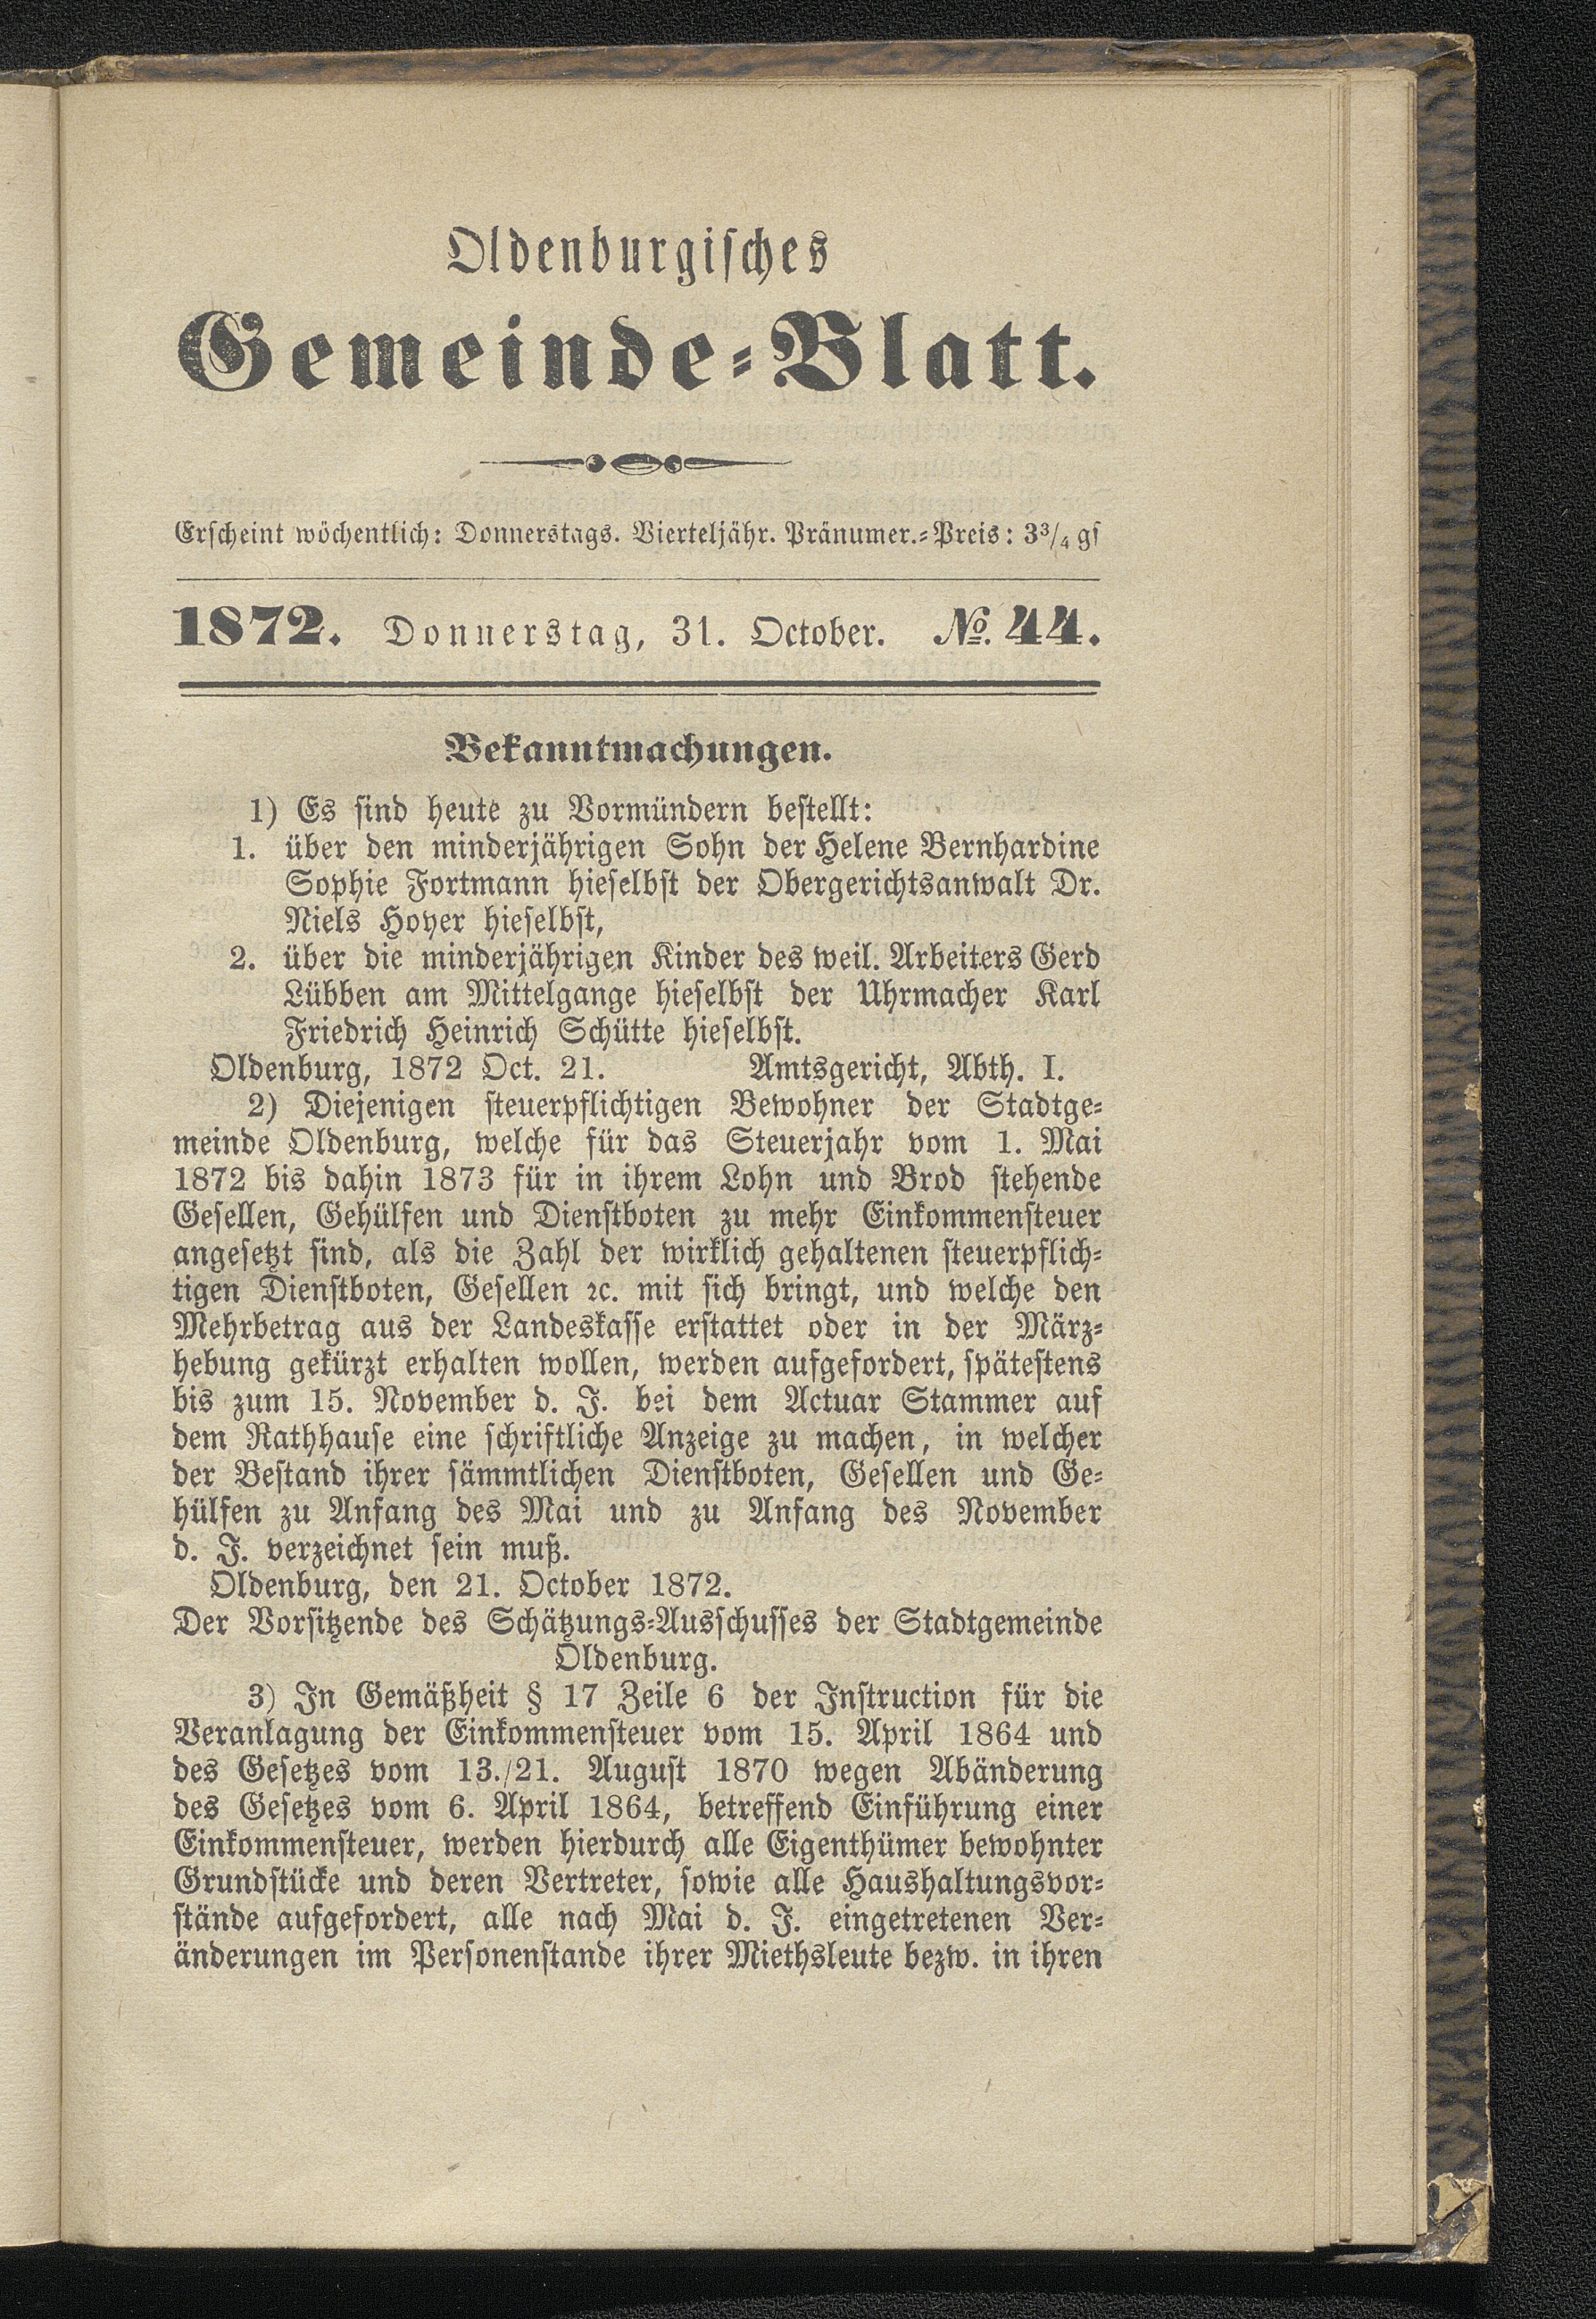 Oldenburgisches
Gemeinde-Blatt.
Erscheint wöchentlich: Donnerstags. Vierteljähr. Pränumer.-Preis: 3³/₄ gſ
1872. Donnerstag, 31. October. №. 44.
Bekanntmachungen.
1) Es sind heute zu Vormündern bestellt:
1. über den minderjährigen Sohn der Helene Bernhardine
Sophie Fortmann hieselbst der Obergerichtsanwalt Dr.
Niels Hoyer hieselbst,
2. über die minderjährigen Kinder des weil. Arbeiters Gerd
Lübben am Mittelgange hieselbst der Uhrmacher Karl
Friedrich Heinrich Schütte hieselbst.
Oldenburg, 1872 Oct. 21. Amtsgericht, Abth. I.
2) Diejenigen steuerpflichtigen Bewohner der Stadtge-
meinde Oldenburg, welche für das Steuerjahr vom 1. Mai
1872 bis dahin 1873 für in ihrem Lohn und Brod stehende
Gesellen, Gehülfen und Dienstboten zu mehr Einkommensteuer
angesetzt sind, als die Zahl der wirklich gehaltenen steuerpflich-
tigen Dienstboten, Gesellen ꝛc. mit sich bringt, und welche den
Mehrbetrag aus der Landeskasse erstattet oder in der März-
hebung gekürzt erhalten wollen, werden aufgefordert, spätestens
bis zum 15. November d. J. bei dem Actuar Stammer auf
dem Rathhause eine schriftliche Anzeige zu machen, in welcher
der Bestand ihrer sämmtlichen Dienstboten, Gesellen und Ge-
hülfen zu Anfang des Mai und zu Anfang des November
d. J. verzeichnet sein muß.
Oldenburg, den 21. October 1872.
Der Vorsitzende des Schätzungs-Ausschusses der Stadtgemeinde
Oldenburg.
3) In Gemäßheit § 17 Zeile 6 der Instruction für die
Veranlagung der Einkommensteuer vom 15. April 1864 und
des Gesetzes vom 13./21. August 1870 wegen Abänderung
des Gesetzes vom 6. April 1864, betreffend Einführung einer
Einkommensteuer, werden hierdurch alle Eigenthümer bewohnter
Grundstücke und deren Vertreter, sowie alle Haushaltungsvor-
stände aufgefordert, alle nach Mai d. J. eingetretenen Ver-
änderungen im Personenstande ihrer Miethsleute bezw. in ihren